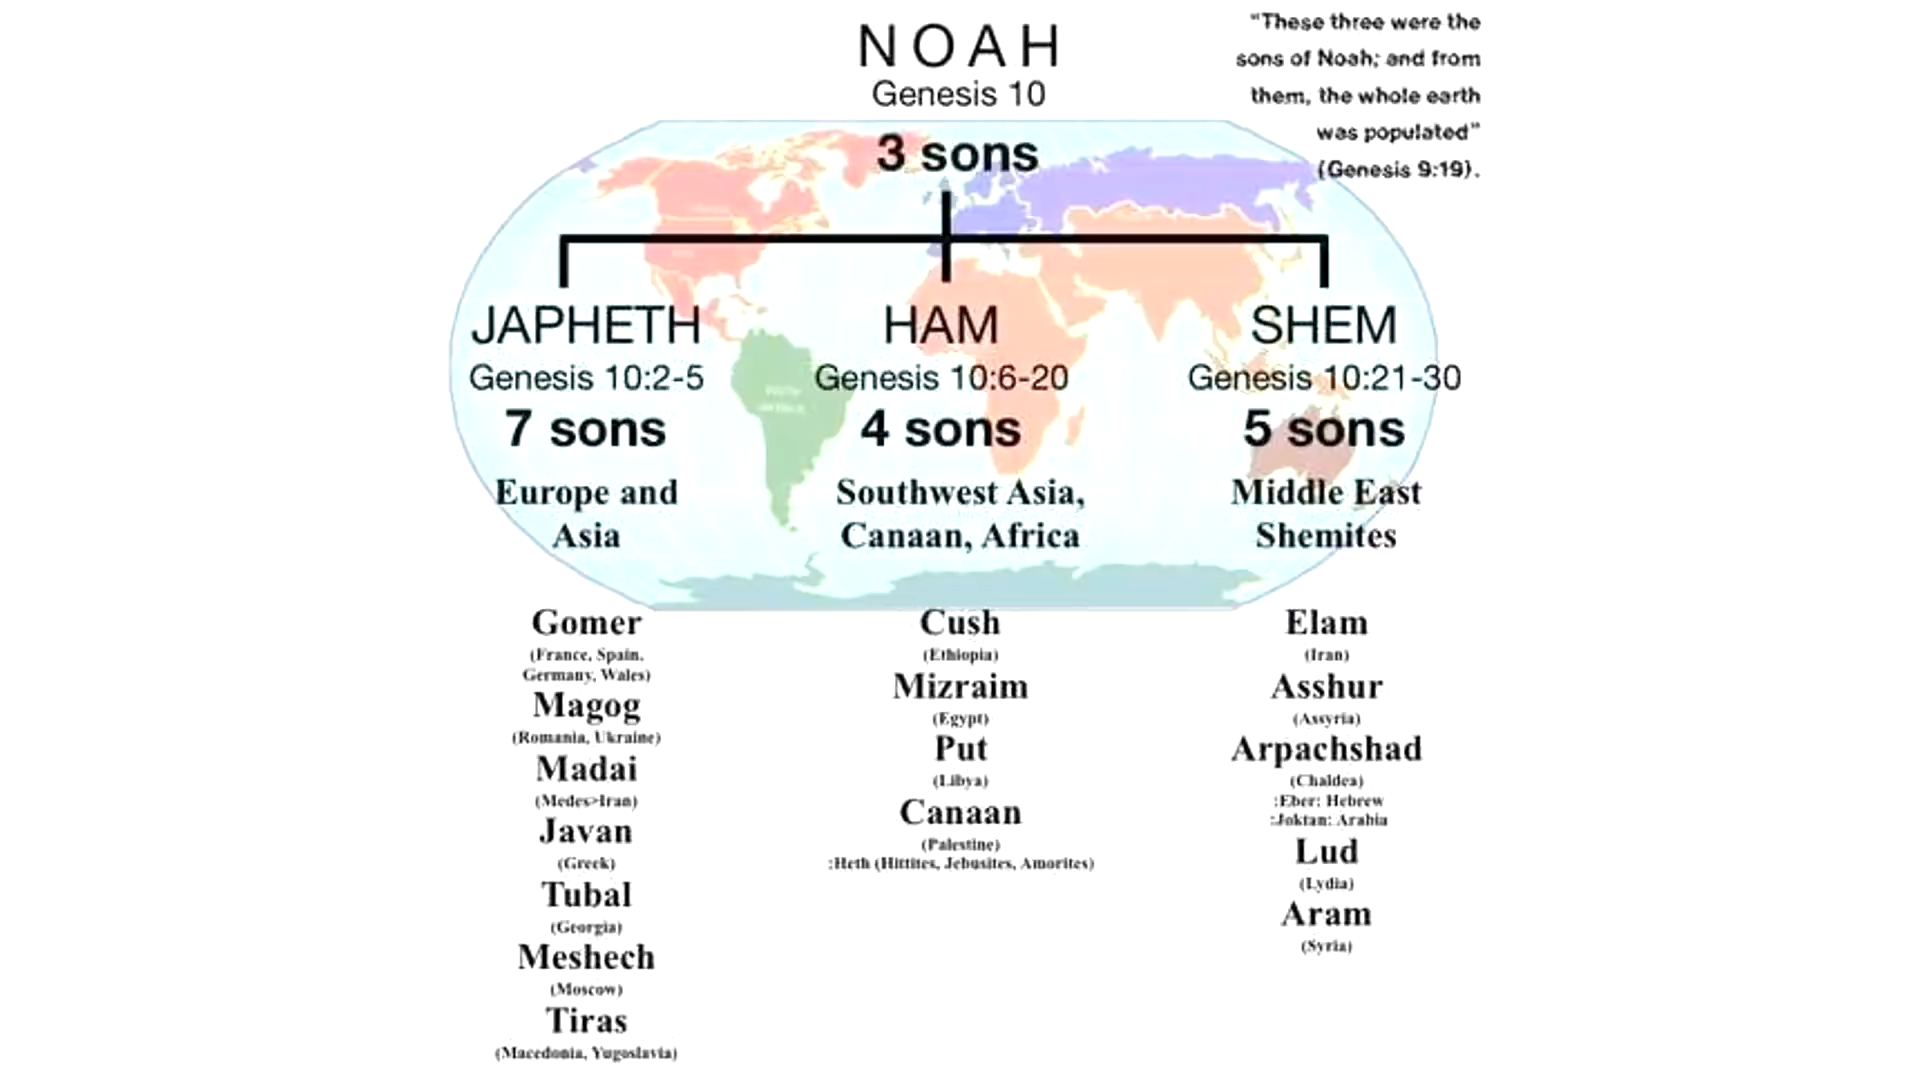 NOAH
Genesis 10
"These three were the
sons of Noah; and from
them, the whole earth
was populated"
(Genesis 9:19).
3 sons
JAPHETH
Genesis 10:2-5
7 sons
Europe and
Asia
Gomer
(France, Spain,
Germany, Wales)
Magog
(Romania, Ukraine)
Madai
(Medes>Iran)
Javan
(Greek)
Tubal
(Georgia)
Meshech
(Moscow)
Tiras
(Macedonia, Yugoslavia)
HAM
Genesis 10:6-20
4 sons
Southwest Asia,
Canaan, Africa
Cush
(Ethiopia)
Mizraim
(Egypt)
Put
(Libya)
Canaan
(Palestine)
:Heth (Hittites, Jebusites, Amorites)
SHEM
Genesis 10:21-30
5 sons
Middle East
Shemites
Elam
(Iran)
Asshur
(Assyria)
Arpachshad
(Chaldea)
:Eber: Hebrew
:Joktan: Arabia
Lud
(Lydia)
Aram
(Syria)